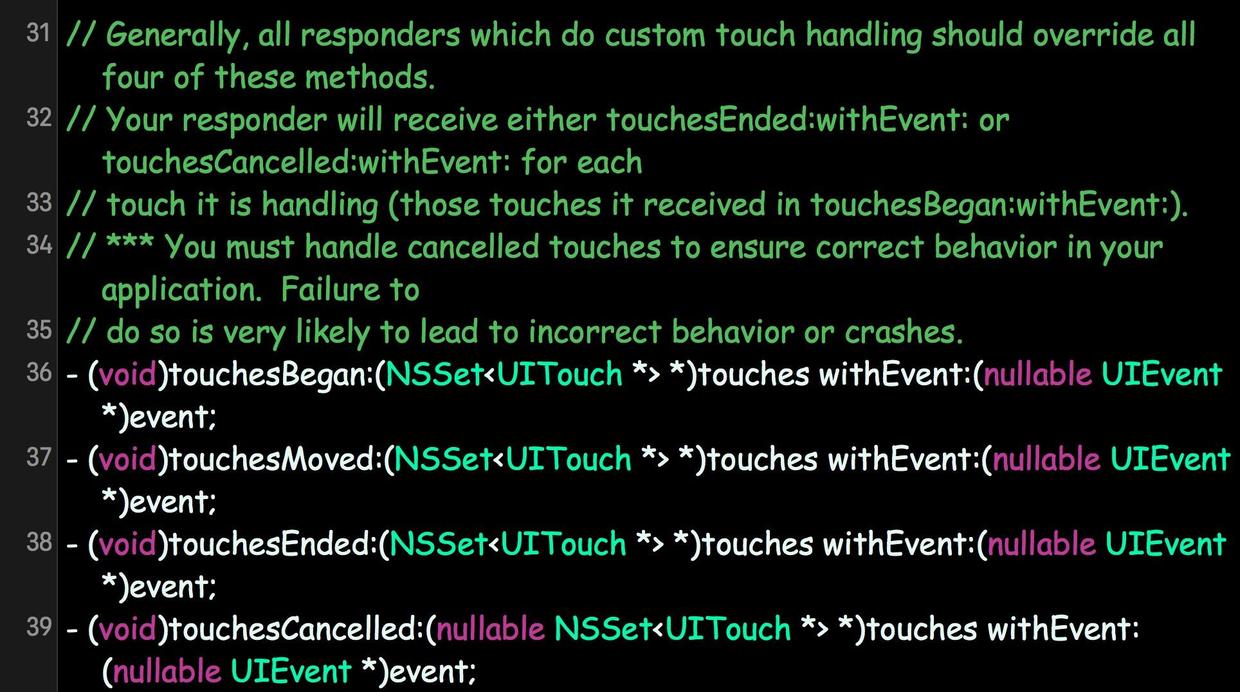 31 // Generally, all responders which do custom touch handling should override all
four of these methods.
32 // Your responder will receive either touchesEnded:withEvent: or
touchesCancelled:withEvent: for each
33 // touch it is handling (those touches it received in touchesBegan:withEvent:).
34 // *** You must handle cancelled touches to ensure correct behavior in your
application.  Failure to
35 // do so is very likely to lead to incorrect behavior or crashes.
36 - (void)touchesBegan:(NSSet<UITouch *> *)touches withEvent:(nullable UIEvent
*)event;
37 - (void)touchesMoved:(NSSet<UITouch *> *)touches withEvent:(nullable UIEvent
*)event;
38 - (void)touchesEnded:(NSSet<UITouch *> *)touches withEvent:(nullable UIEvent
*)event;
39 - (void)touchesCancelled:(nullable NSSet<UITouch *> *)touches withEvent:
(nullable UIEvent *)event;